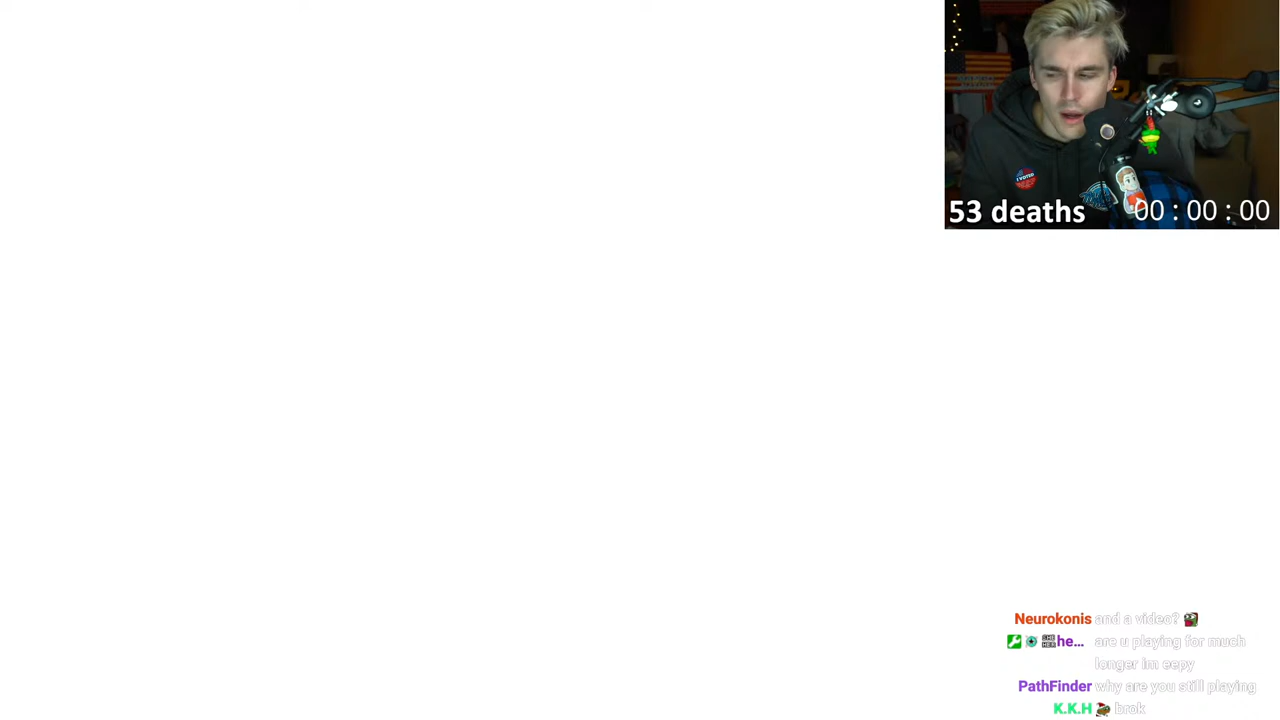 I VOTED
53 deaths
00 : 00 : 00
Neurokonis and a video?
he... are u playing for much
longer Im eepy
PathFinder why are you still playing
K.K.H brok